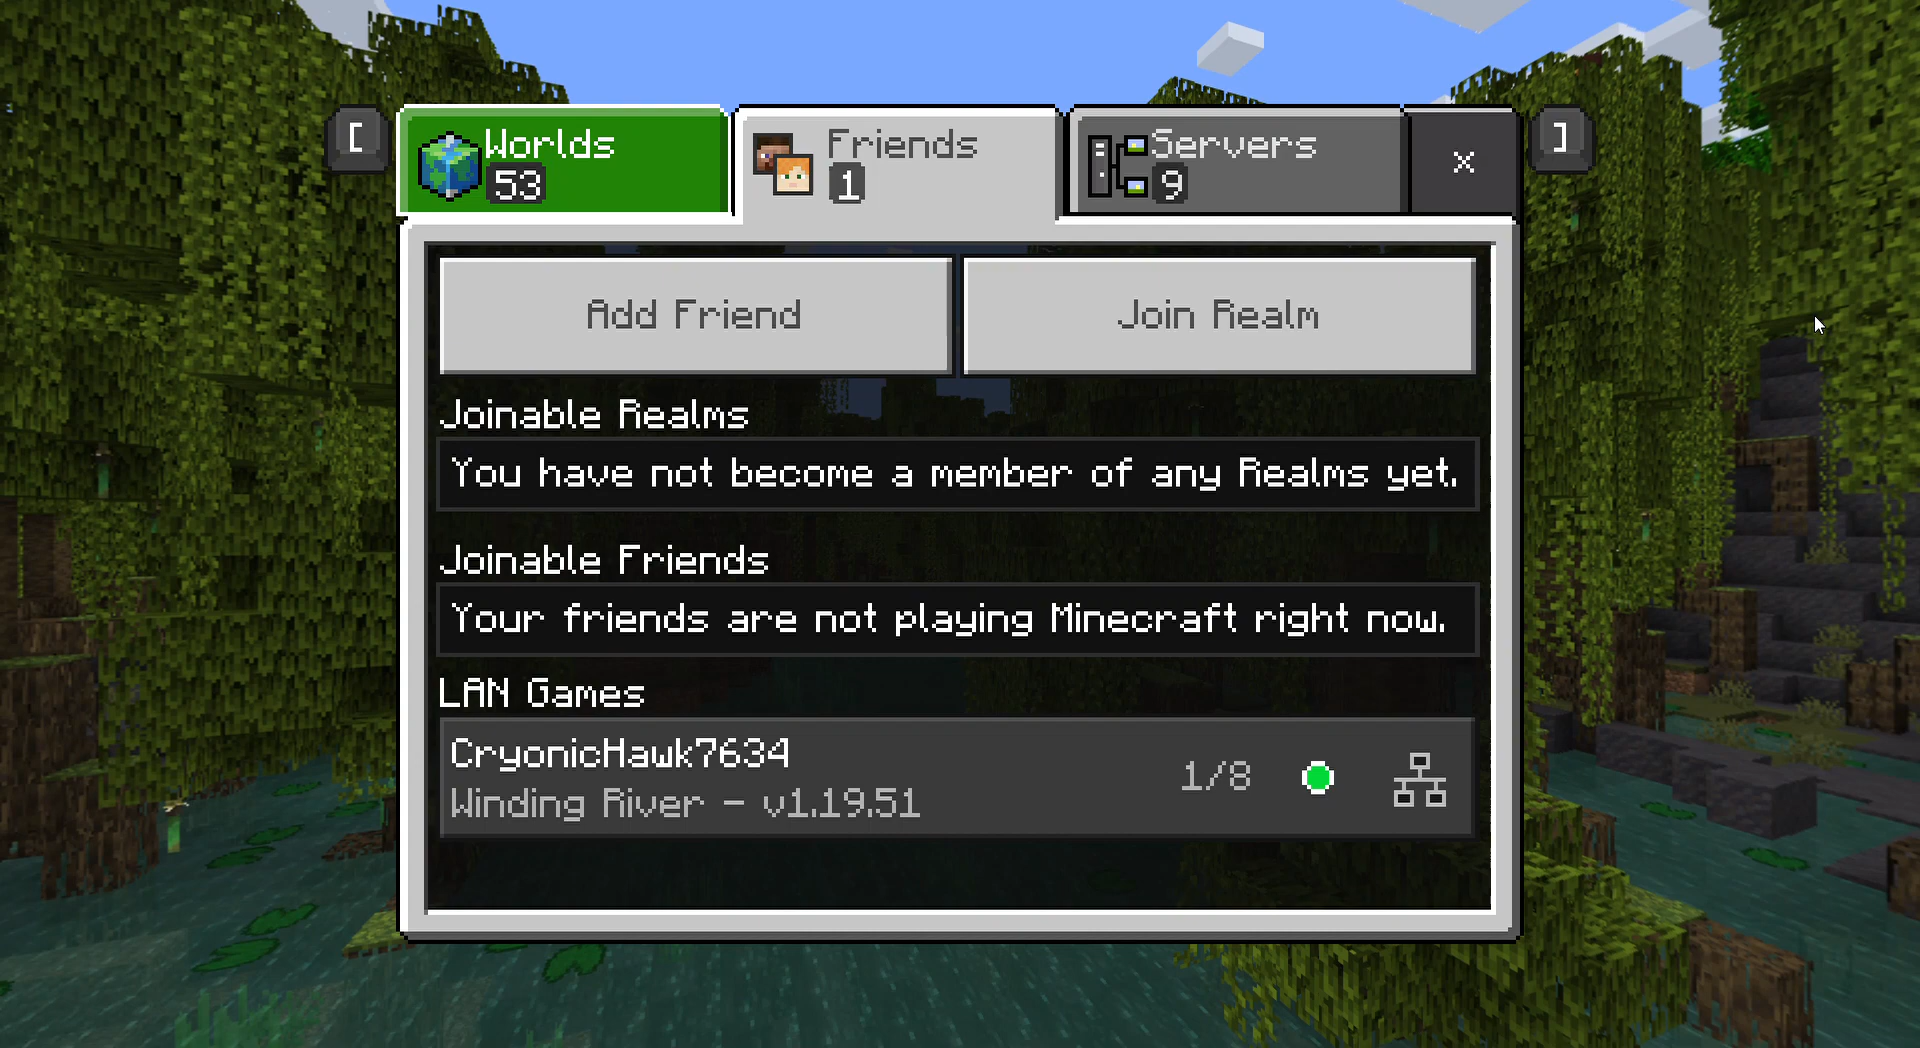 [
Worlds
53
Friends
1
Servers
9
x
]
Add Friend
Join Realm
Joinable Realms
You have not become a member of any Realms yet.
Joinable Friends
Your friends are not playing Minecraft right now.
LAN Games
CryonicHawk7634
Winding River - v1.19.51
1/8